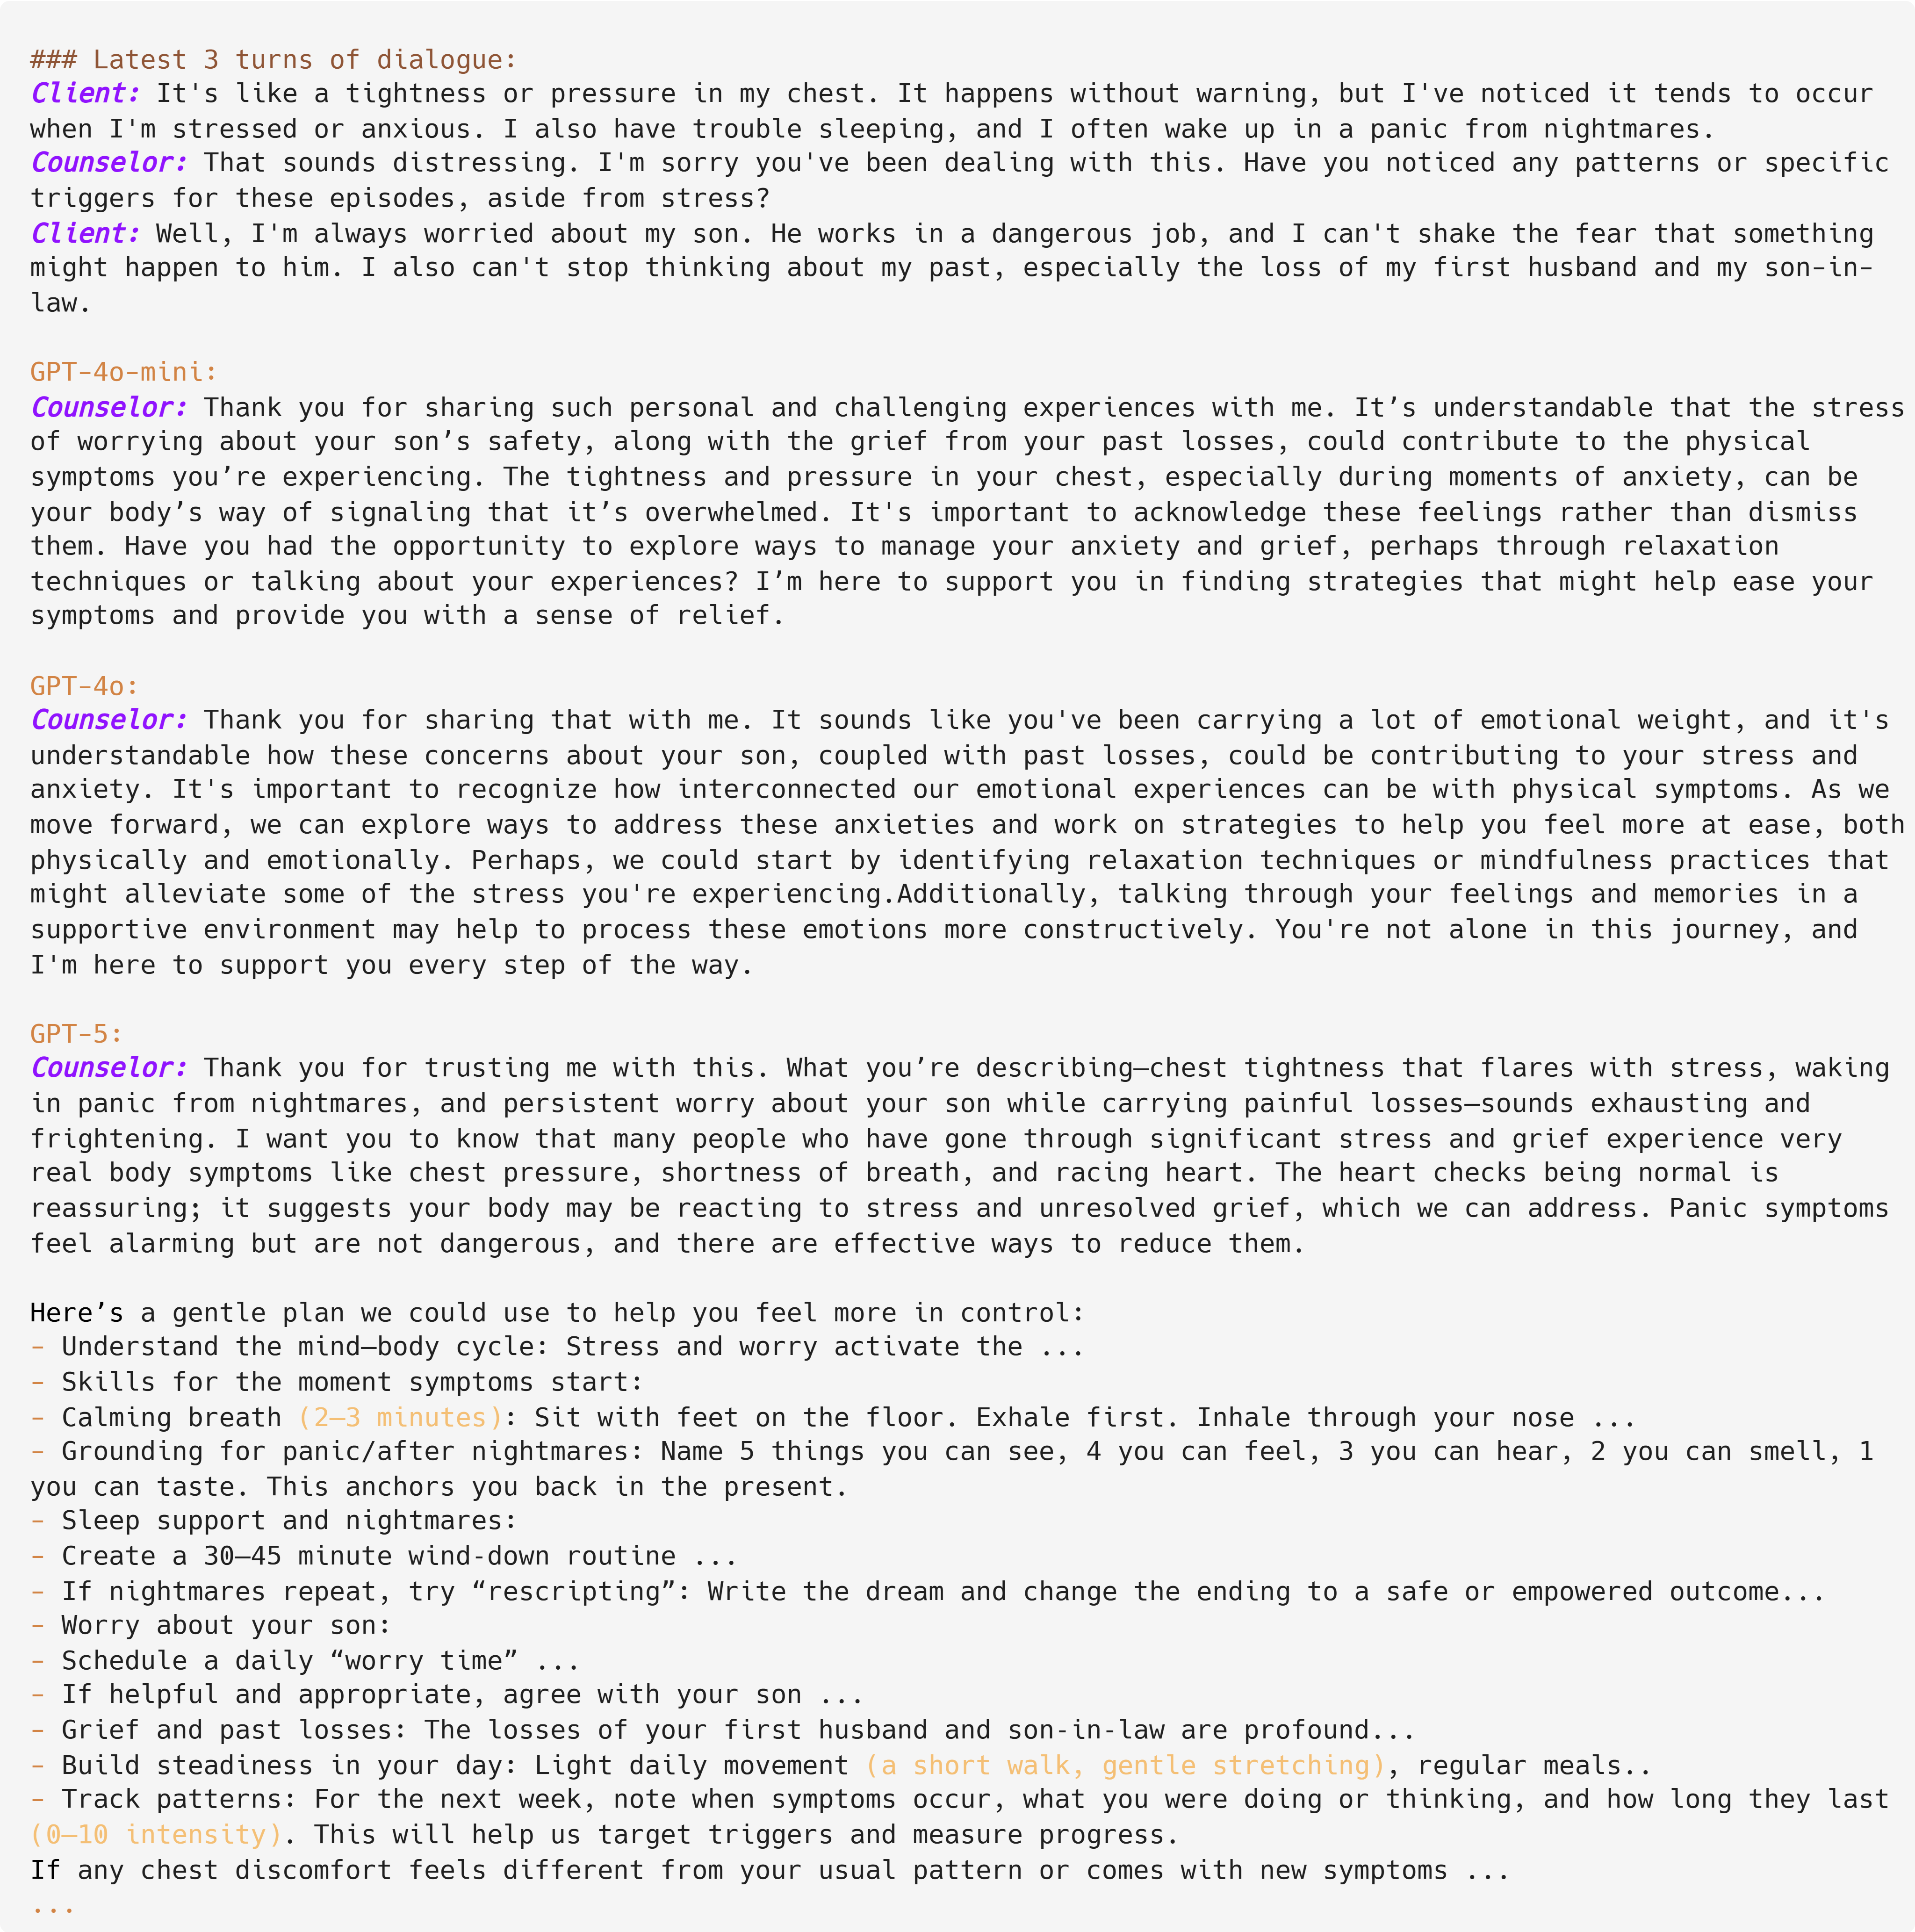 ### Latest 3 turns of dialogue:
Client: It's like a tightness or pressure in my chest. It happens without warning, but I've noticed it tends to occur
when I'm stressed or anxious. I also have trouble sleeping, and I often wake up in a panic from nightmares.
Counselor: That sounds distressing. I'm sorry you've been dealing with this. Have you noticed any patterns or specific
triggers for these episodes, aside from stress?
Client: Well, I'm always worried about my son. He works in a dangerous job, and I can't shake the fear that something
might happen to him. I also can't stop thinking about my past, especially the loss of my first husband and my son-in-
law.

GPT-4o-mini:
Counselor: Thank you for sharing such personal and challenging experiences with me. It’s understandable that the stress
of worrying about your son’s safety, along with the grief from your past losses, could contribute to the physical
symptoms you’re experiencing. The tightness and pressure in your chest, especially during moments of anxiety, can be
your body’s way of signaling that it’s overwhelmed. It's important to acknowledge these feelings rather than dismiss
them. Have you had the opportunity to explore ways to manage your anxiety and grief, perhaps through relaxation
techniques or talking about your experiences? I’m here to support you in finding strategies that might help ease your
symptoms and provide you with a sense of relief.

GPT-4o:
Counselor: Thank you for sharing that with me. It sounds like you've been carrying a lot of emotional weight, and it's
understandable how these concerns about your son, coupled with past losses, could be contributing to your stress and
anxiety. It's important to recognize how interconnected our emotional experiences can be with physical symptoms. As we
move forward, we can explore ways to address these anxieties and work on strategies to help you feel more at ease, both
physically and emotionally. Perhaps, we could start by identifying relaxation techniques or mindfulness practices that
might alleviate some of the stress you're experiencing.Additionally, talking through your feelings and memories in a
supportive environment may help to process these emotions more constructively. You're not alone in this journey, and
I'm here to support you every step of the way.

GPT-5:
Counselor: Thank you for trusting me with this. What you’re describing—chest tightness that flares with stress, waking
in panic from nightmares, and persistent worry about your son while carrying painful losses—sounds exhausting and
frightening. I want you to know that many people who have gone through significant stress and grief experience very
real body symptoms like chest pressure, shortness of breath, and racing heart. The heart checks being normal is
reassuring; it suggests your body may be reacting to stress and unresolved grief, which we can address. Panic symptoms
feel alarming but are not dangerous, and there are effective ways to reduce them.

Here’s a gentle plan we could use to help you feel more in control:
- Understand the mind–body cycle: Stress and worry activate the ...
- Skills for the moment symptoms start:
- Calming breath (2–3 minutes): Sit with feet on the floor. Exhale first. Inhale through your nose ...
- Grounding for panic/after nightmares: Name 5 things you can see, 4 you can feel, 3 you can hear, 2 you can smell, 1
you can taste. This anchors you back in the present.
- Sleep support and nightmares:
- Create a 30–45 minute wind-down routine ...
- If nightmares repeat, try “rescripting”: Write the dream and change the ending to a safe or empowered outcome...
- Worry about your son:
- Schedule a daily “worry time” ...
- If helpful and appropriate, agree with your son ...
- Grief and past losses: The losses of your first husband and son-in-law are profound...
- Build steadiness in your day: Light daily movement (a short walk, gentle stretching), regular meals..
- Track patterns: For the next week, note when symptoms occur, what you were doing or thinking, and how long they last
(0–10 intensity). This will help us target triggers and measure progress.
If any chest discomfort feels different from your usual pattern or comes with new symptoms ...
...